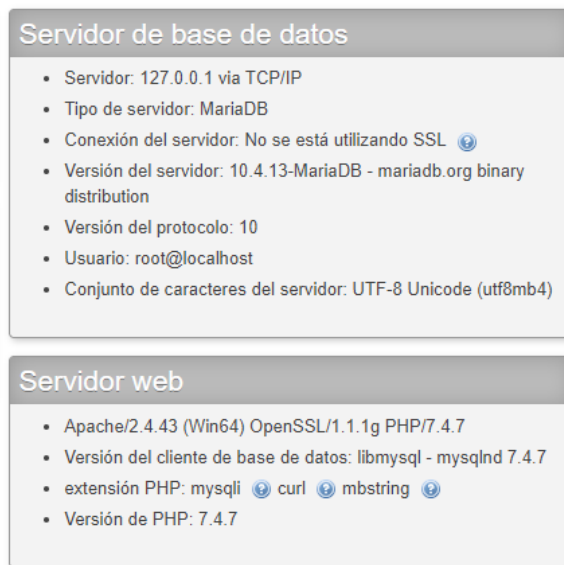 Servidor de base de datos
• Servidor: 127.0.0.1 via TCP/IP
• Tipo de servidor: MariaDB
• Conexión del servidor: No se está utilizando SSL
• Versión del servidor: 10.4.13-MariaDB - mariadb.org binary
distribution
• Versión del protocolo: 10
• Usuario: root@localhost
• Conjunto de caracteres del servidor: UTF-8 Unicode (utf8mb4)
Servidor web
• Apache/2.4.43 (Win64) OpenSSL/1.1.1g PHP/7.4.7
• Versión del cliente de base de datos: libmysql - mysqlnd 7.4.7
• extensión PHP: mysqli curl mbstring
• Versión de PHP: 7.4.7